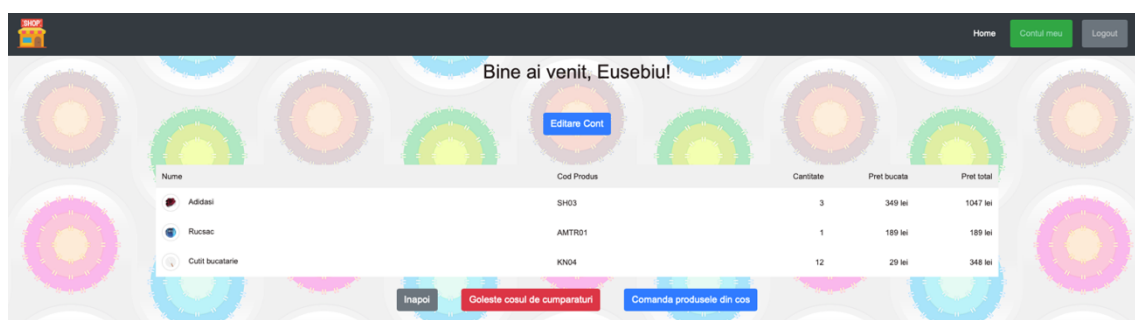 SHOP
Home Contul meu Logout
Bine ai venit, Eusebiu!
Editare Cont
Nume Cod Produs Cantitate Pret bucata Pret total
Adidasi SH03 3 349 lei 1047 lei
Rucsac AMTR01 1 189 lei 189 lei
Cutit bucatarie KN04 12 29 lei 348 lei
Inapoi Goleste cosul de cumparaturi Comanda produsele din cos